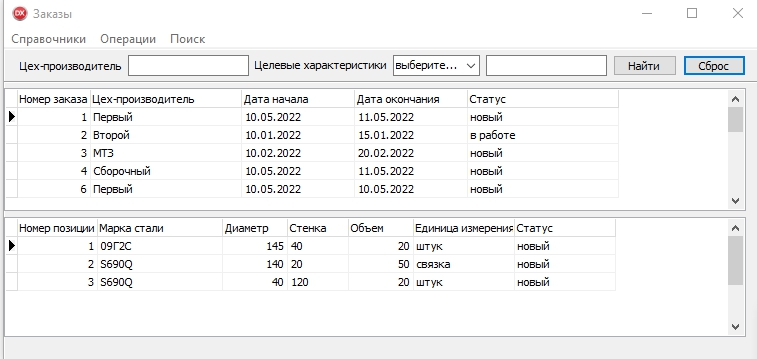 DX Заказы
Справочники Операции Поиск
Цех-производитель Целевые характеристики выберите... Найти Сброс
Номер заказа Цех-производитель Дата начала Дата окончания Статус
1 Первый 10.05.2022 11.05.2022 новый
2 Второй 10.01.2022 15.01.2022 в работе
3 МТЗ 10.02.2022 20.02.2022 новый
4 Сборочный 10.05.2022 11.05.2022 новый
6 Первый 10.05.2022 10.05.2022 новый
Номер позиции Марка стали Диаметр Стенка Объем Единица измерения Статус
1 09Г2С 145 40 20 штук новый
2 S690Q 140 20 50 связка новый
3 S690Q 40 120 20 штук новый